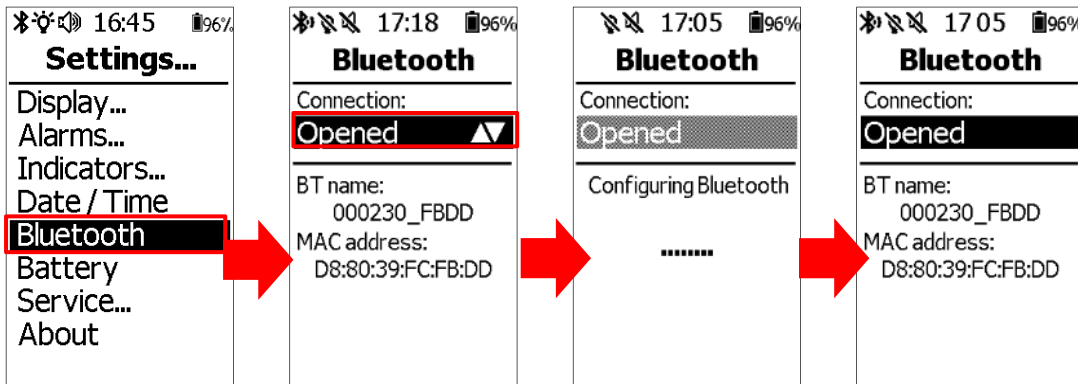 16:45 96%
Settings...
Display...
Alarms...
Indicators...
Date / Time
Bluetooth
Battery
Service...
About
17:18 96%
Bluetooth
Connection:
Opened
BT name:
000230_FBDD
MAC address:
D8:80:39:FC:FB:DD
17:05 96%
Bluetooth
Connection:
Opened
Configuring Bluetooth
........
17 05 96%
Bluetooth
Connection:
Opened
BT name:
000230_FBDD
MAC address:
D8:80:39:FC:FB:DD